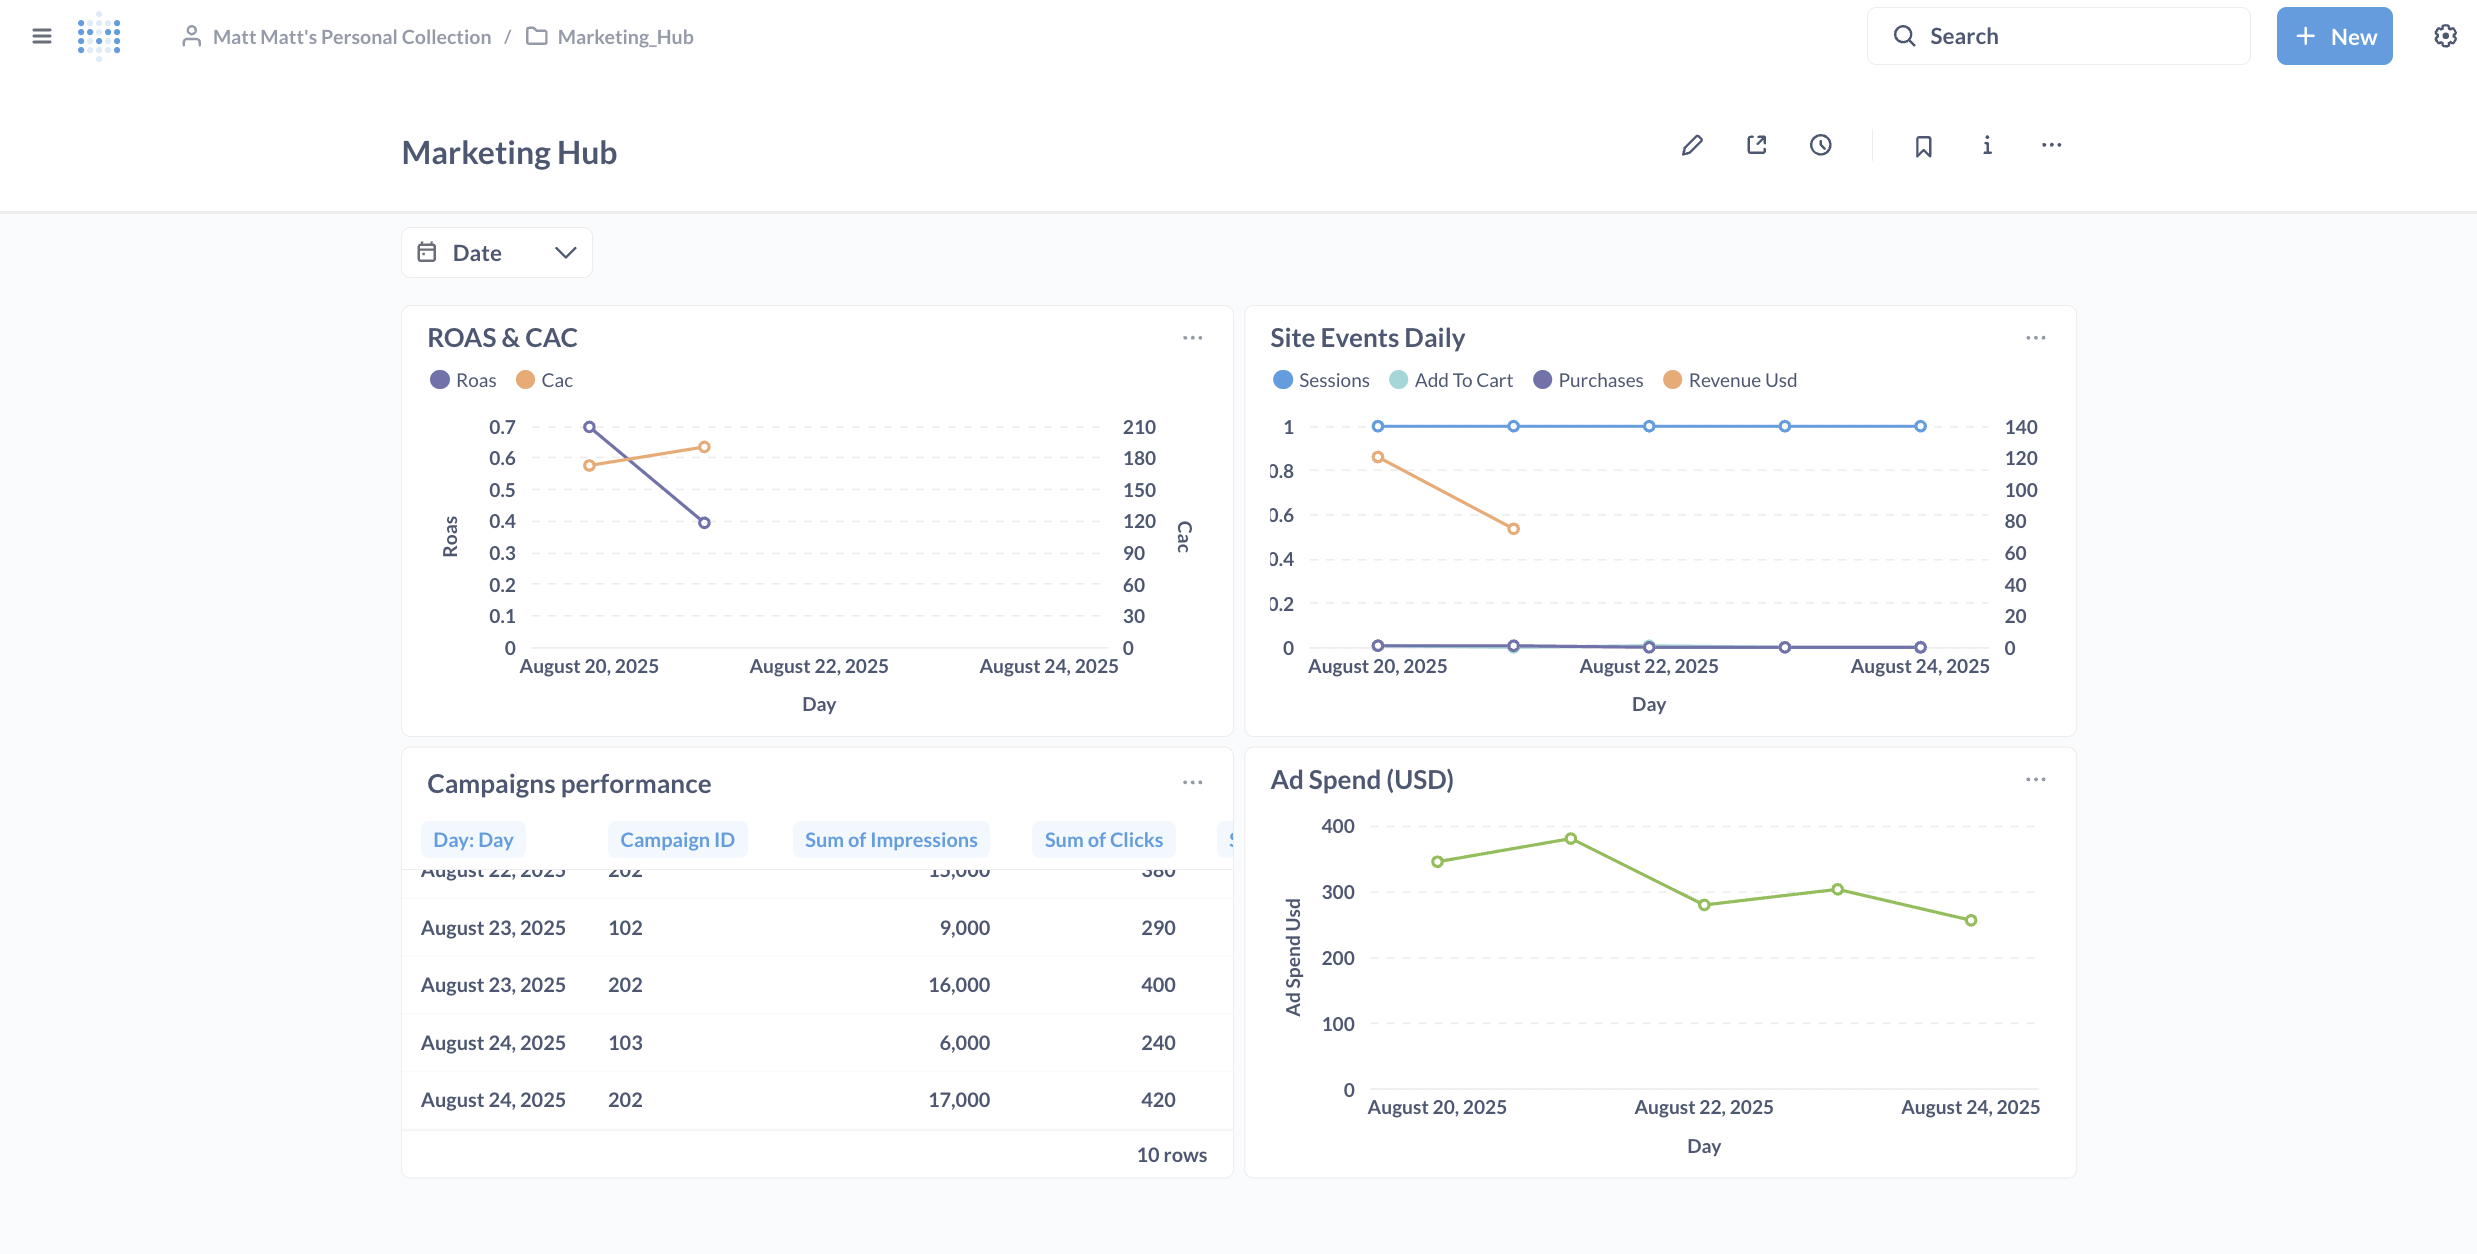 Matt Matt's Personal Collection / Marketing_Hub
Search
+ New
Marketing Hub
Date
ROAS & CAC
Roas Cac
0.7
0.6
0.5
0.4
0.3
0.2
0.1
0
210
180
150
120
90
60
30
0
Roas
Cac
August 20, 2025 August 22, 2025 August 24, 2025
Day
Site Events Daily
Sessions Add To Cart Purchases Revenue Usd
1
0.8
0.6
0.4
0.2
0
140
120
100
80
60
40
20
0
August 20, 2025 August 22, 2025 August 24, 2025
Day
Campaigns performance
Day: Day Campaign ID Sum of Impressions Sum of Clicks
August 22, 2025 202 15,000 380
August 23, 2025 102 9,000 290
August 23, 2025 202 16,000 400
August 24, 2025 103 6,000 240
August 24, 2025 202 17,000 420
10 rows
Ad Spend (USD)
400
300
200
100
0
Ad Spend Usd
August 20, 2025 August 22, 2025 August 24, 2025
Day